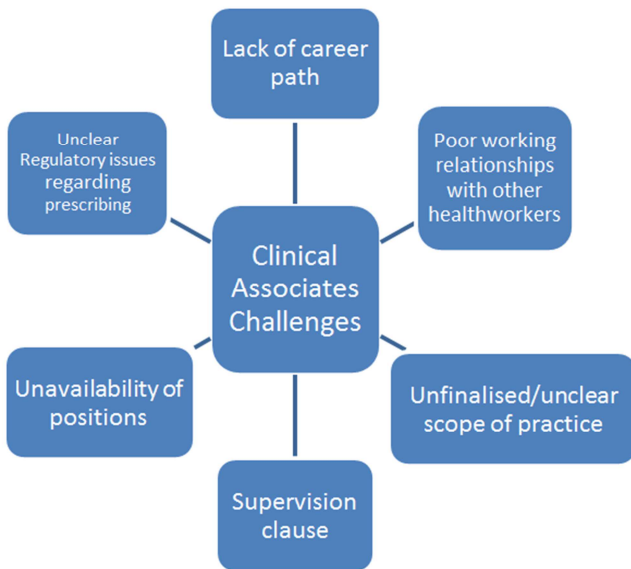 Lack of career
path
Unclear
Regulatory issues
regarding
prescribing
Poor working
relationships
with other
healthworkers
Clinical
Associates
Challenges
Unavailability of
positions
Unfinalised/unclear
scope of practice
Supervision
clause